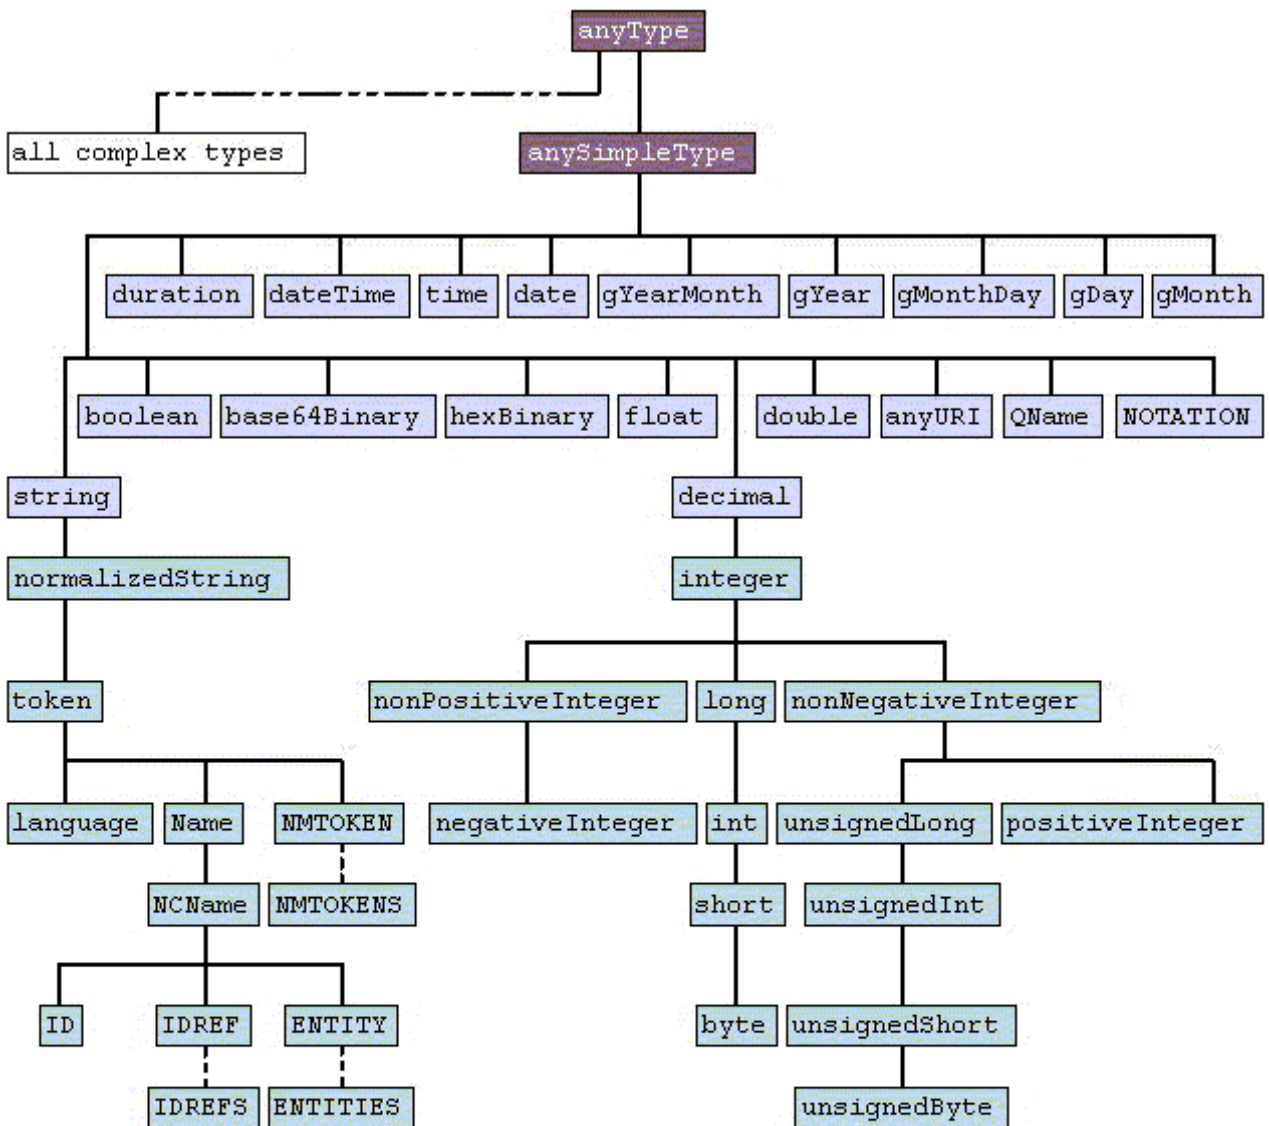 anyType
all complex types
anySimpleType
duration
dateTime
time
date
gYearMonth
gYear
gMonthDay
gDay
gMonth
boolean
base64Binary
hexBinary
float
double
anyURI
QName
NOTATION
string
decimal
normalizedString
integer
token
nonPositiveInteger
long
nonNegativeInteger
language
Name
NMTOKEN
negativeInteger
int
unsignedLong
positiveInteger
NCName
NMTOKENS
short
unsignedInt
ID
IDREF
ENTITY
byte
unsignedShort
IDREFS
ENTITIES
unsignedByte